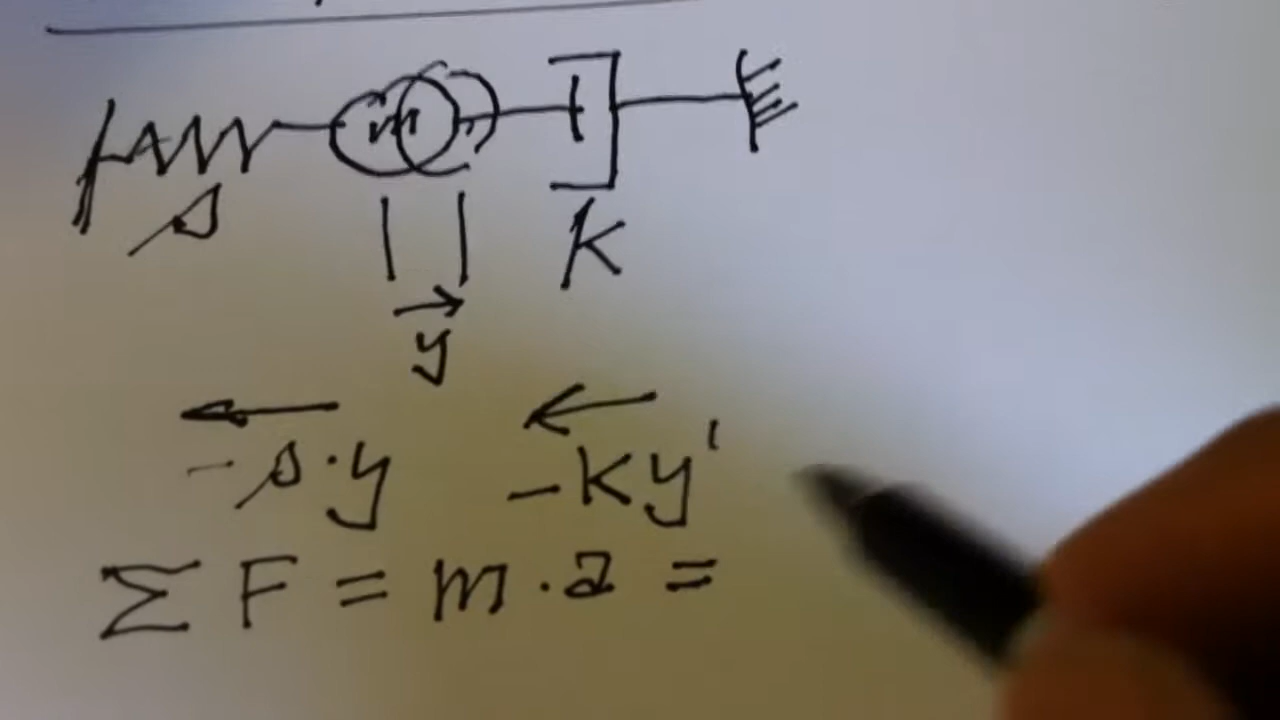 m
s K
y
-s·y -Ky'
ΣF = m·a =